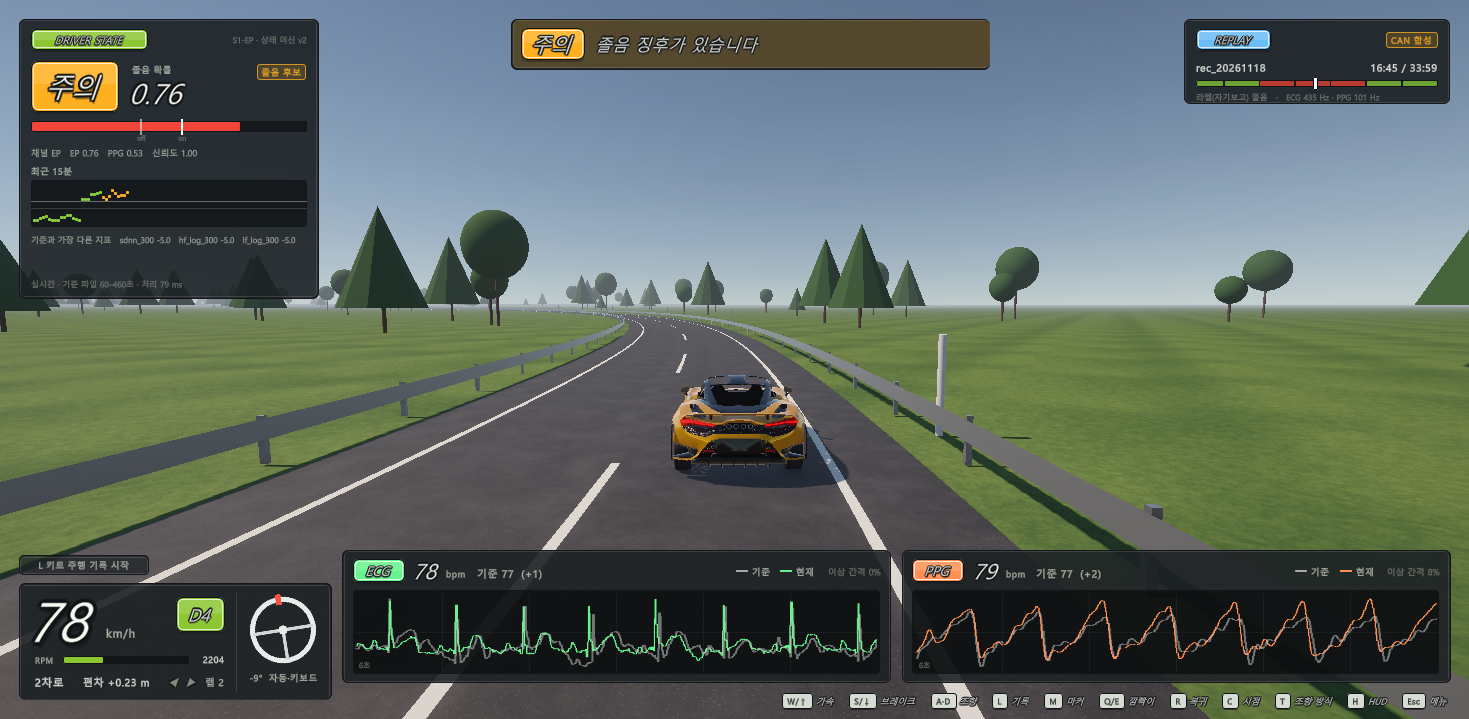 DRIVER STATE
S1-EP · 상태 머신 v2
주의
졸음 확률
0.76
졸음 후보
off
on
채널 EP EP 0.76 PPG 0.53 신뢰도 1.00
최근 15분
기준과 가장 다른 지표 sdnn_300 -5.0 hf_log_300 -5.0 lf_log_300 -5.0
실시간 · 기준 파일 60-460초 · 처리 79 ms
주의 졸음 징후가 있습니다
REPLAY
CAN 합성
rec_20261118
16:45 / 33:59
라벨(자기보고) 졸음 · ECG 435 Hz · PPG 101 Hz
L 키트 주행 기록 시작
78
km/h
D4
RPM
2204
2차로 편차 +0.23 m
랩 2
-9° 자동·키보드
ECG 78 bpm 기준 77 (+1)
기준 현재 이상 간격 0%
6초
PPG 79 bpm 기준 77 (+2)
기준 현재 이상 간격 8%
6초
W/↑ 가속 S/↓ 브레이크 A·D 조향 L 기록 M 마커 Q/E 깜빡이 R 복귀 C 시점 T 조향 방식 H HUD Esc 메뉴